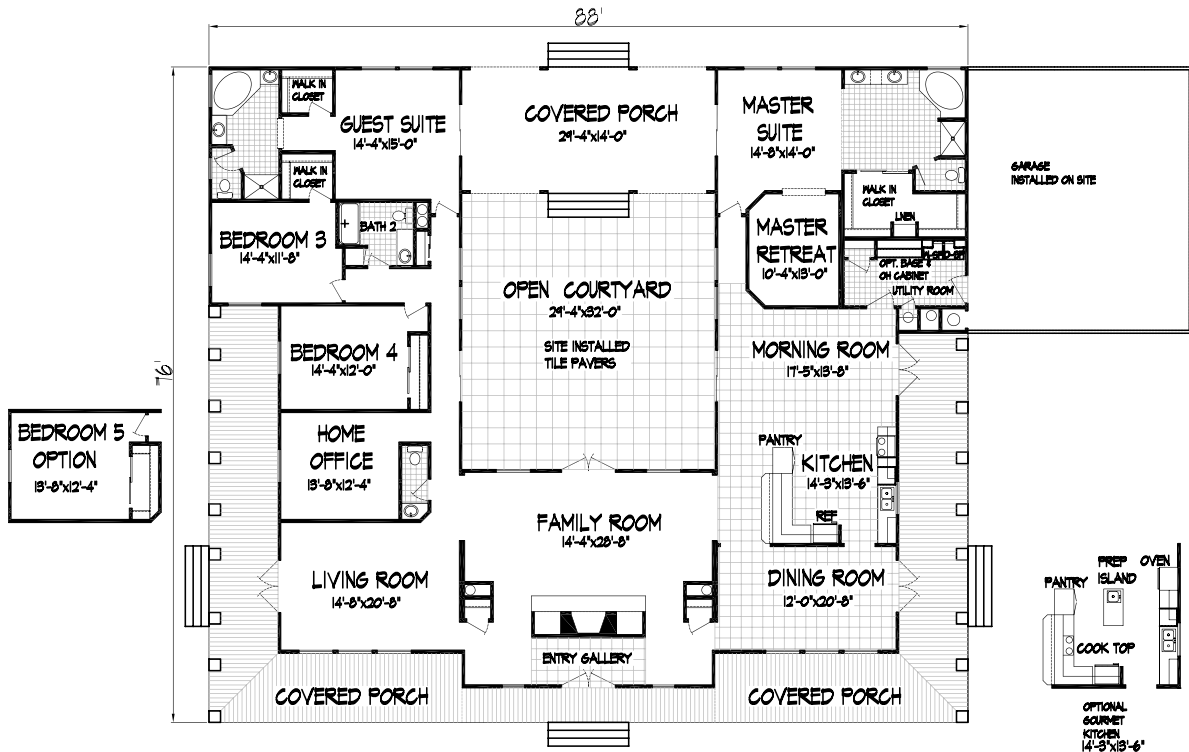 88'
WALK IN
CLOSET
GUEST SUITE
14'-4"x15'-0"
COVERED PORCH
29'-4"x14'-0"
MASTER
SUITE
14'-8"x14'-0"
GARAGE
INSTALLED ON SITE
WALK IN
CLOSET
WALK IN
CLOSET
LINEN
BATH 2
BEDROOM 3
14'-4"x11'-8"
MASTER
RETREAT
10'-4"x13'-0"
OPT. BASE &
OH CABINET
UTILITY ROOM
OPEN COURTYARD
29'-4"x32'-0"
SITE INSTALLED
TILE PAVERS
76'
BEDROOM 4
14'-4"x12'-0"
MORNING ROOM
17'-5"x13'-8"
BEDROOM 5
OPTION
13'-8"x12'-4"
HOME
OFFICE
13'-8"x12'-4"
PANTRY
KITCHEN
14'-3"x13'-6"
REF
FAMILY ROOM
14'-4"x28'-8"
LIVING ROOM
14'-8"x20'-8"
DINING ROOM
12'-0"x20'-8"
ENTRY GALLERY
COVERED PORCH
COVERED PORCH
PREP
ISLAND
OVEN
PANTRY
COOK TOP
OPTIONAL
GOURMET
KITCHEN
14'-3"x13'-6"